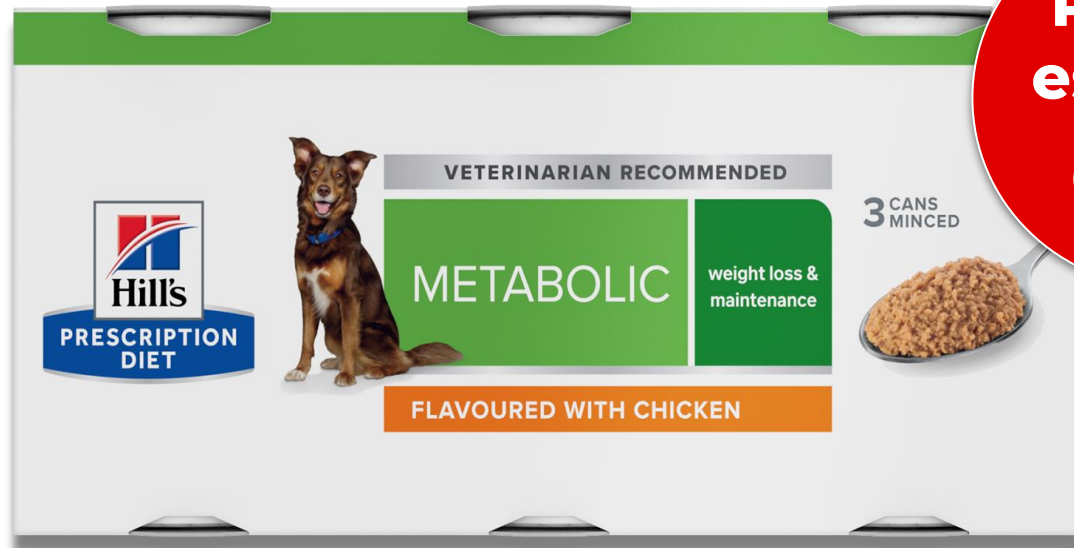 VETERINARIAN RECOMMENDED
METABOLIC
weight loss &
maintenance
3 CANS
MINCED
Hill's
PRESCRIPTION
DIET
FLAVOURED WITH CHICKEN